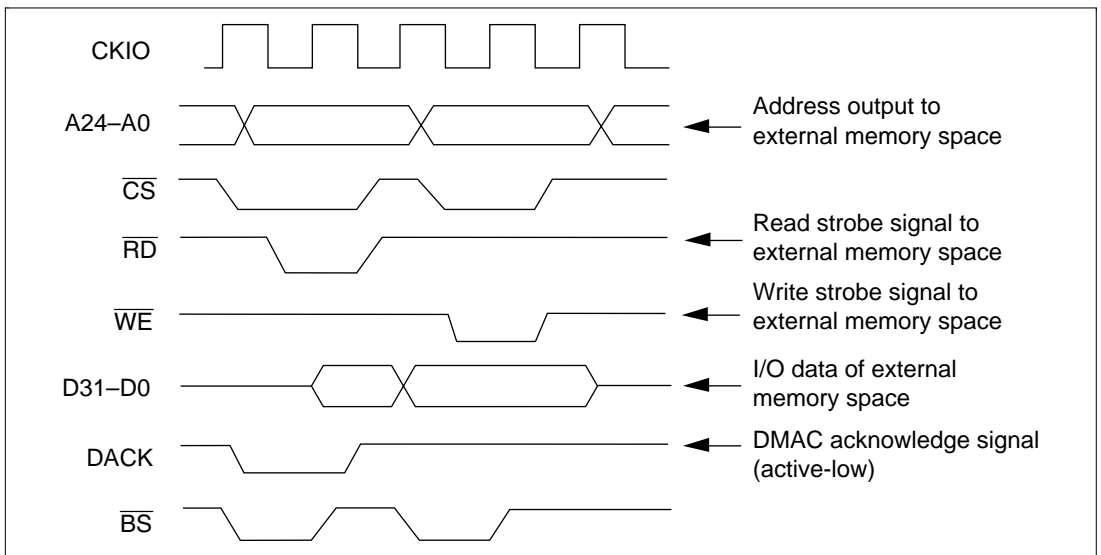 CKIO
A24–A0
Address output to
external memory space
CS
RD
Read strobe signal to
external memory space
WE
Write strobe signal to
external memory space
D31–D0
I/O data of external
memory space
DACK
DMAC acknowledge signal
(active-low)
BS